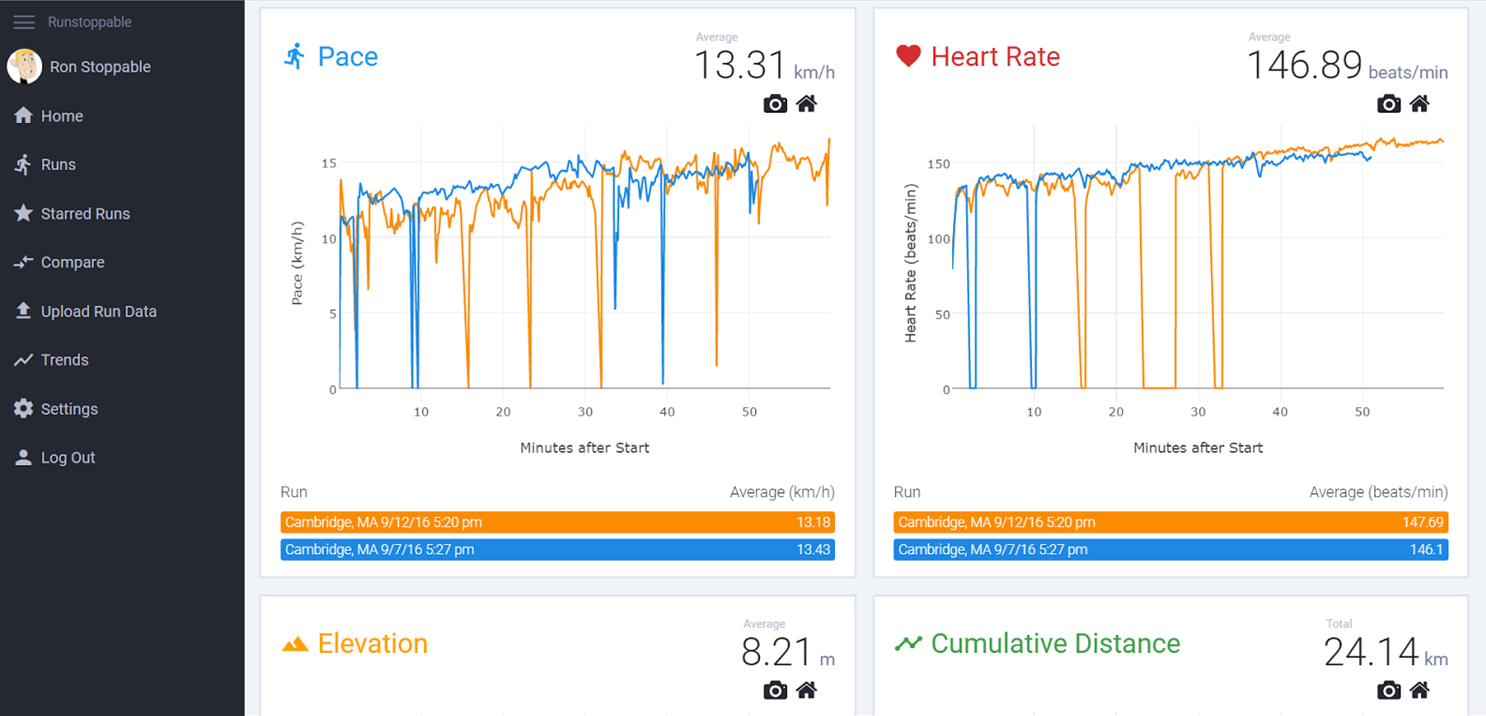 Runstoppable
Ron Stoppable
Home
Runs
Starred Runs
Compare
Upload Run Data
Trends
Settings
Log Out
Pace
Average
13.31 km/h
15
10
5
0
Pace (km/h)
10 20 30 40 50
Minutes after Start
Run Average (km/h)
Cambridge, MA 9/12/16 5:20 pm 13.18
Cambridge, MA 9/7/16 5:27 pm 13.43
Heart Rate
Average
146.89 beats/min
150
100
50
0
Heart Rate (beats/min)
10 20 30 40 50
Minutes after Start
Run Average (beats/min)
Cambridge, MA 9/12/16 5:20 pm 147.69
Cambridge, MA 9/7/16 5:27 pm 146.1
Elevation
Average
8.21 m
Cumulative Distance
Total
24.14 km